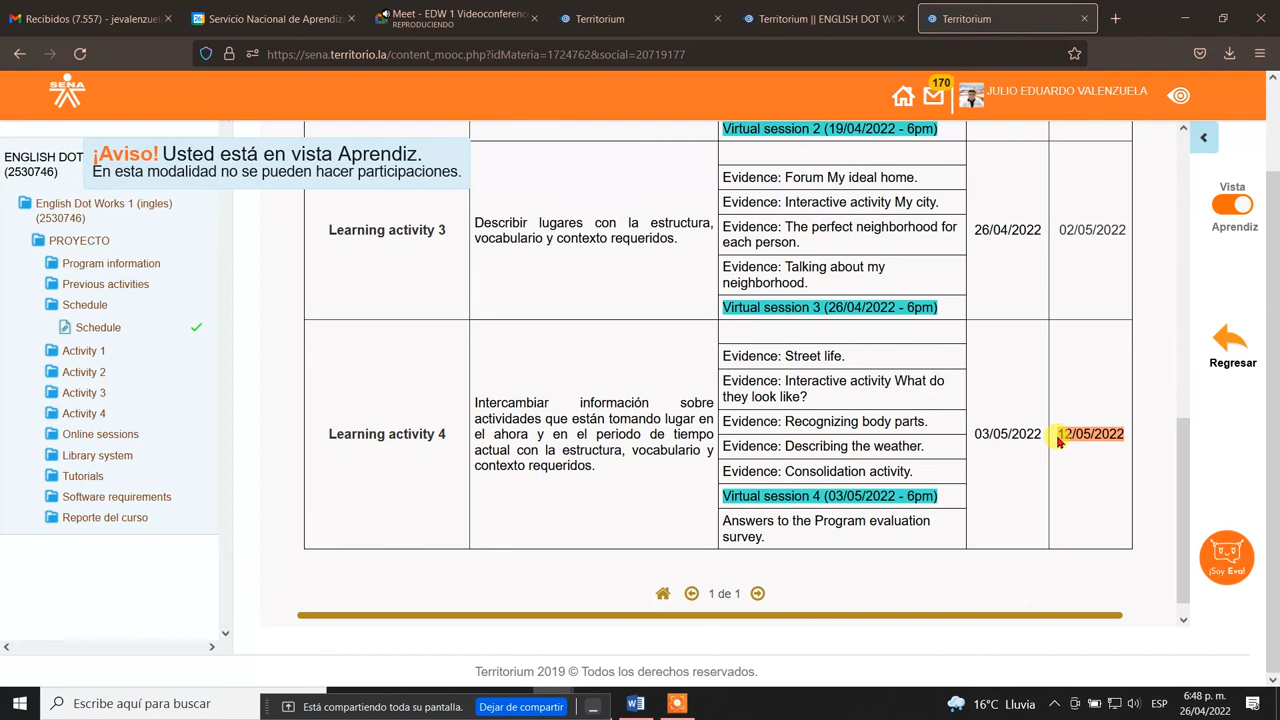 Recibidos (7.557) - jevalenzuel
Servicio Nacional de Aprendiza
Meet - EDW 1 Videoconference
REPRODUCIENDO
Territorium
Territorium || ENGLISH DOT WO
Territorium
https://sena.territorio.la/content_mooc.php?idMateria=1724762&social=20719177
SENA
170
JULIO EDUARDO VALENZUELA
¡Aviso! Usted está en vista Aprendiz.
En esta modalidad no se pueden hacer participaciones.
ENGLISH DOT
(2530746)
English Dot Works 1 (ingles)
(2530746)
PROYECTO
Program information
Previous activities
Schedule
Schedule
Activity 1
Activity 2
Activity 3
Activity 4
Online sessions
Library system
Tutorials
Software requirements
Reporte del curso
Virtual session 2 (19/04/2022 - 6pm)
Learning activity 3
Describir lugares con la estructura,
vocabulario y contexto requeridos.
Evidence: Forum My ideal home.
Evidence: Interactive activity My city.
Evidence: The perfect neighborhood for
each person.
Evidence: Talking about my
neighborhood.
Virtual session 3 (26/04/2022 - 6pm)
26/04/2022
02/05/2022
Learning activity 4
Intercambiar información sobre
actividades que están tomando lugar en
el ahora y en el periodo de tiempo
actual con la estructura, vocabulario y
contexto requeridos.
Evidence: Street life.
Evidence: Interactive activity What do
they look like?
Evidence: Recognizing body parts.
Evidence: Describing the weather.
Evidence: Consolidation activity.
Virtual session 4 (03/05/2022 - 6pm)
Answers to the Program evaluation
survey.
03/05/2022
12/05/2022
1 de 1
Vista
Aprendiz
Regresar
¡Soy Eva!
Territorium 2019 © Todos los derechos reservados.
Escribe aquí para buscar
Está compartiendo toda su pantalla.
Dejar de compartir
16°C Lluvia
ESP
6:48 p. m.
26/04/2022